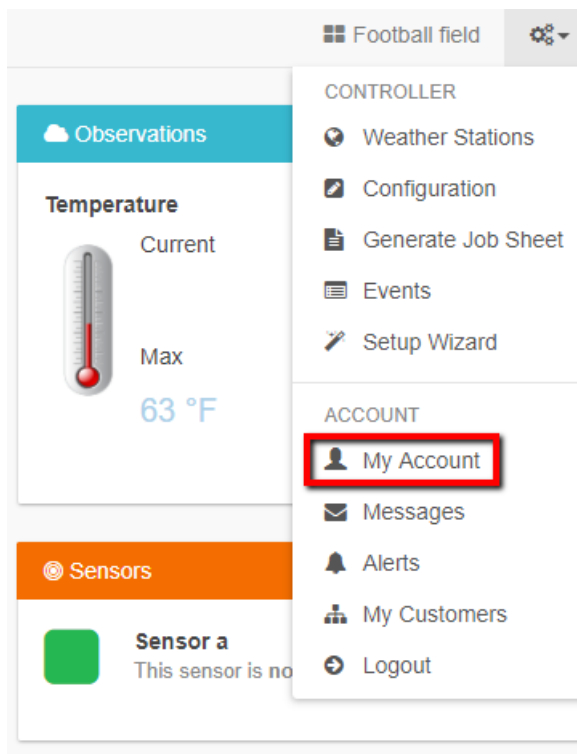 Football field
CONTROLLER
Weather Stations
Configuration
Generate Job Sheet
Events
Setup Wizard
ACCOUNT
My Account
Messages
Alerts
My Customers
Logout
Observations
Temperature
Current
Max
63 °F
Sensors
Sensor a
This sensor is no